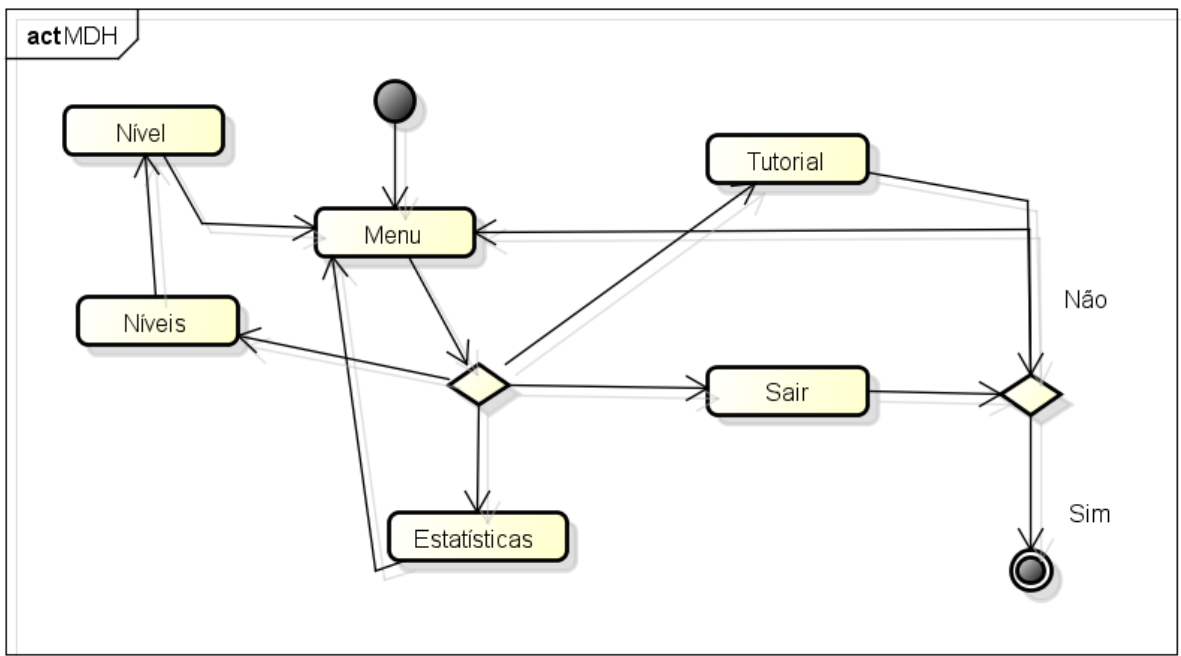 act MDH
Nível
Tutorial
Menu
Não
Níveis
Sair
Sim
Estatísticas